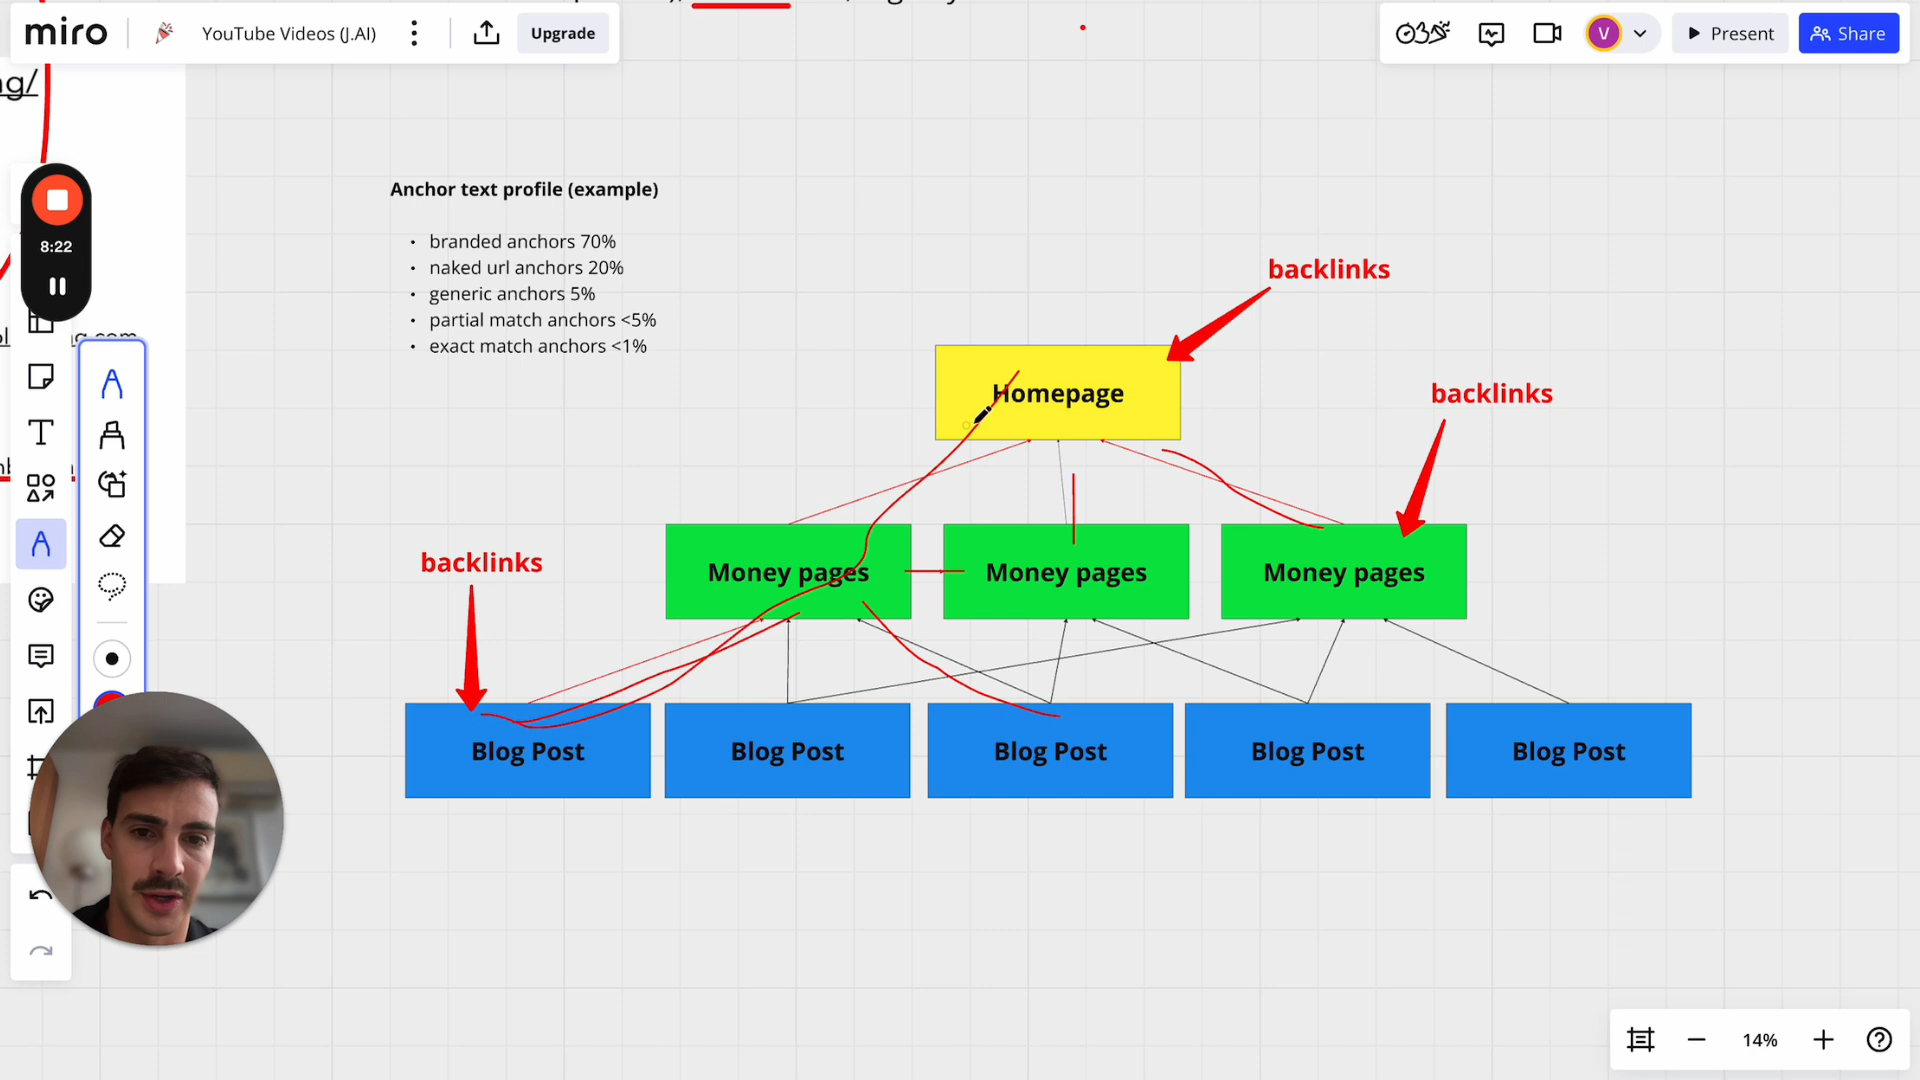 miro
YouTube Videos (J.AI)
Upgrade
V
Present
Share
ng/
8:22
Anchor text profile (example)
• branded anchors 70%
• naked url anchors 20%
• generic anchors 5%
• partial match anchors <5%
• exact match anchors <1%
backlinks
Homepage
backlinks
backlinks
Money pages
Money pages
Money pages
Blog Post
Blog Post
Blog Post
Blog Post
Blog Post
14%